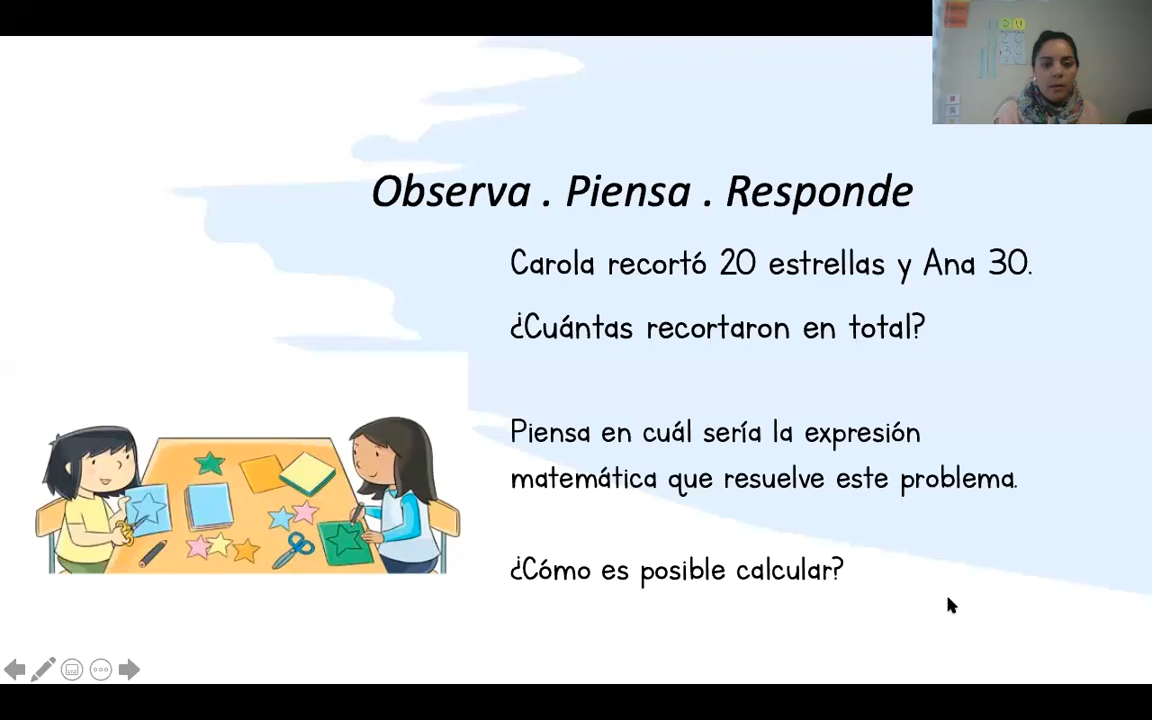 Observa . Piensa . Responde
Carola recortó 20 estrellas y Ana 30.
¿Cuántas recortaron en total?
Piensa en cuál sería la expresión
matemática que resuelve este problema.
¿Cómo es posible calcular?